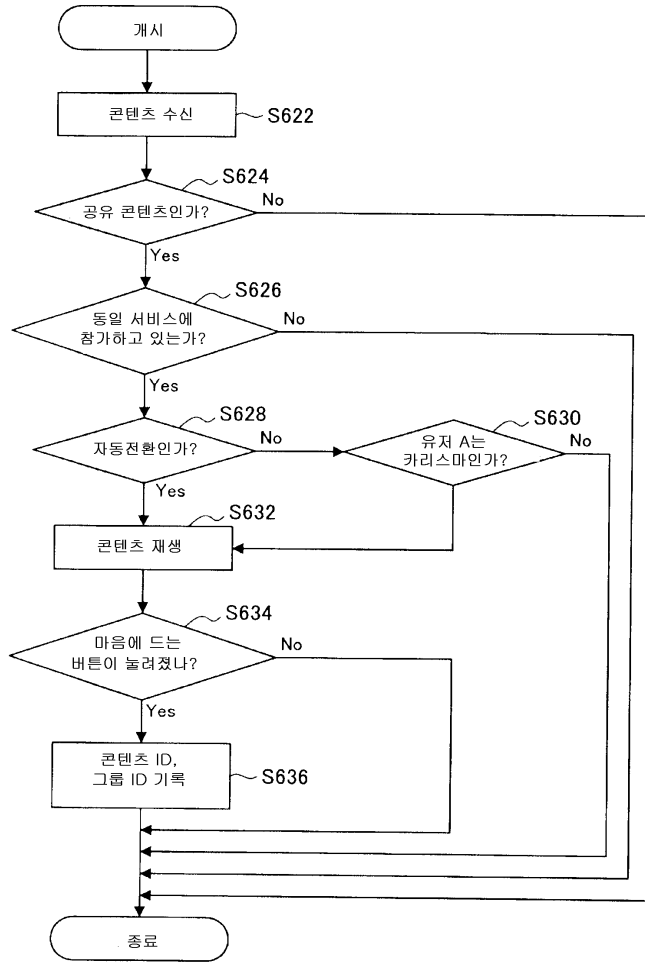 개시
콘텐츠 수신
S622
S624
공유 콘텐츠인가?
No
Yes
S626
동일 서비스에
참가하고 있는가?
No
Yes
S628
자동전환인가?
No
S630
유저 A는
카리스마인가?
No
Yes
S632
콘텐츠 재생
S634
마음에 드는
버튼이 눌려졌나?
No
Yes
콘텐츠 ID,
그룹 ID 기록
S636
종료